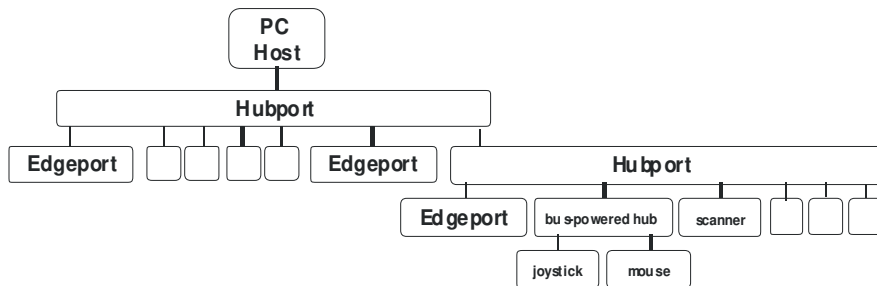 PC
Host
Hubport
Edgeport
Edgeport
Hubport
Edgeport
bus-powered hub
scanner
joystick
mouse